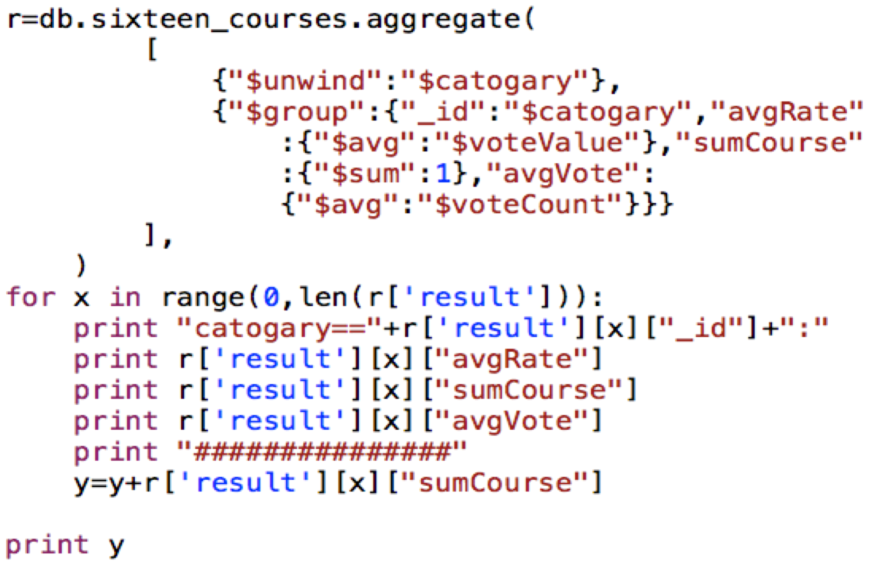 r=db.sixteen_courses.aggregate(
[
{"$unwind":"$catogary"},
{"$group":{"_id":"$catogary","avgRate"
:{"$avg":"$voteValue"},"sumCourse"
:{"$sum":1},"avgVote":
{"$avg":"$voteCount"}}}
],
)
for x in range(0,len(r['result'])):
print "catogary=="+r['result'][x]["_id"]+":"
print r['result'][x]["avgRate"]
print r['result'][x]["sumCourse"]
print r['result'][x]["avgVote"]
print "###############"
y=y+r['result'][x]["sumCourse"]
print y